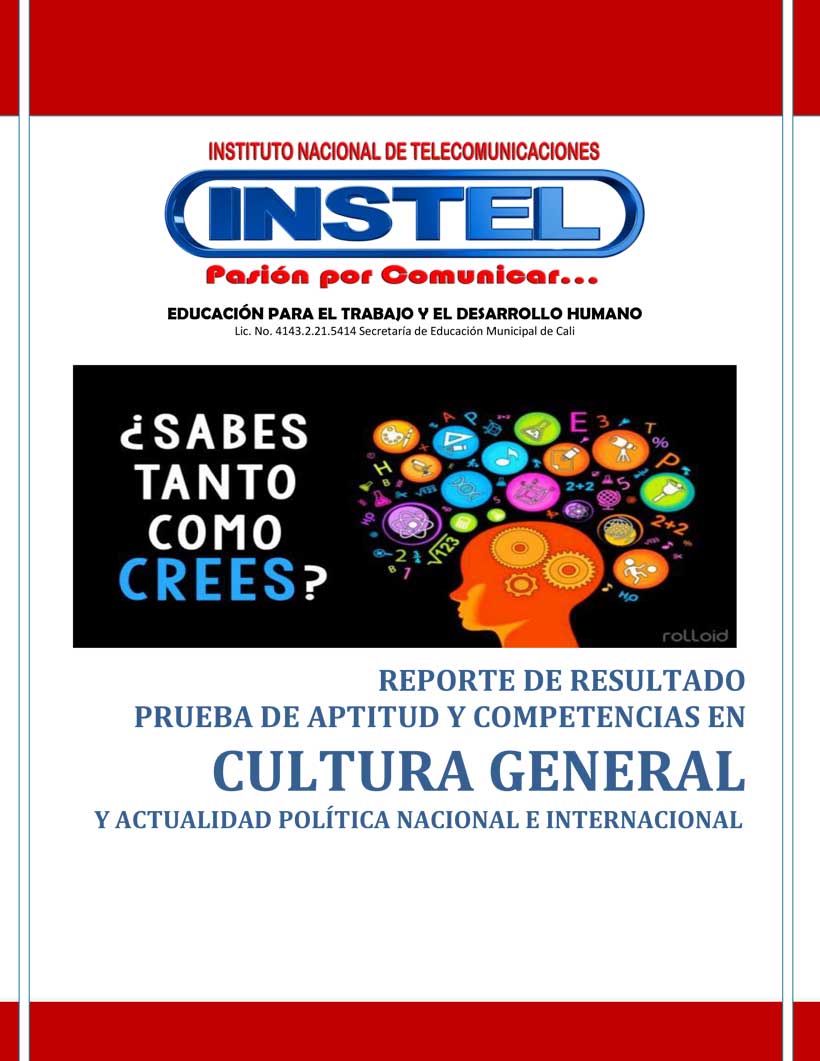 INSTITUTO NACIONAL DE TELECOMUNICACIONES
INSTEL
Pasión por Comunicar...
EDUCACIÓN PARA EL TRABAJO Y EL DESARROLLO HUMANO
Lic. No. 4143.2.21.5414 Secretaría de Educación Municipal de Cali
¿SABES
TANTO
COMO
CREES?
rolloid
REPORTE DE RESULTADO
PRUEBA DE APTITUD Y COMPETENCIAS EN
CULTURA GENERAL
Y ACTUALIDAD POLÍTICA NACIONAL E INTERNACIONAL